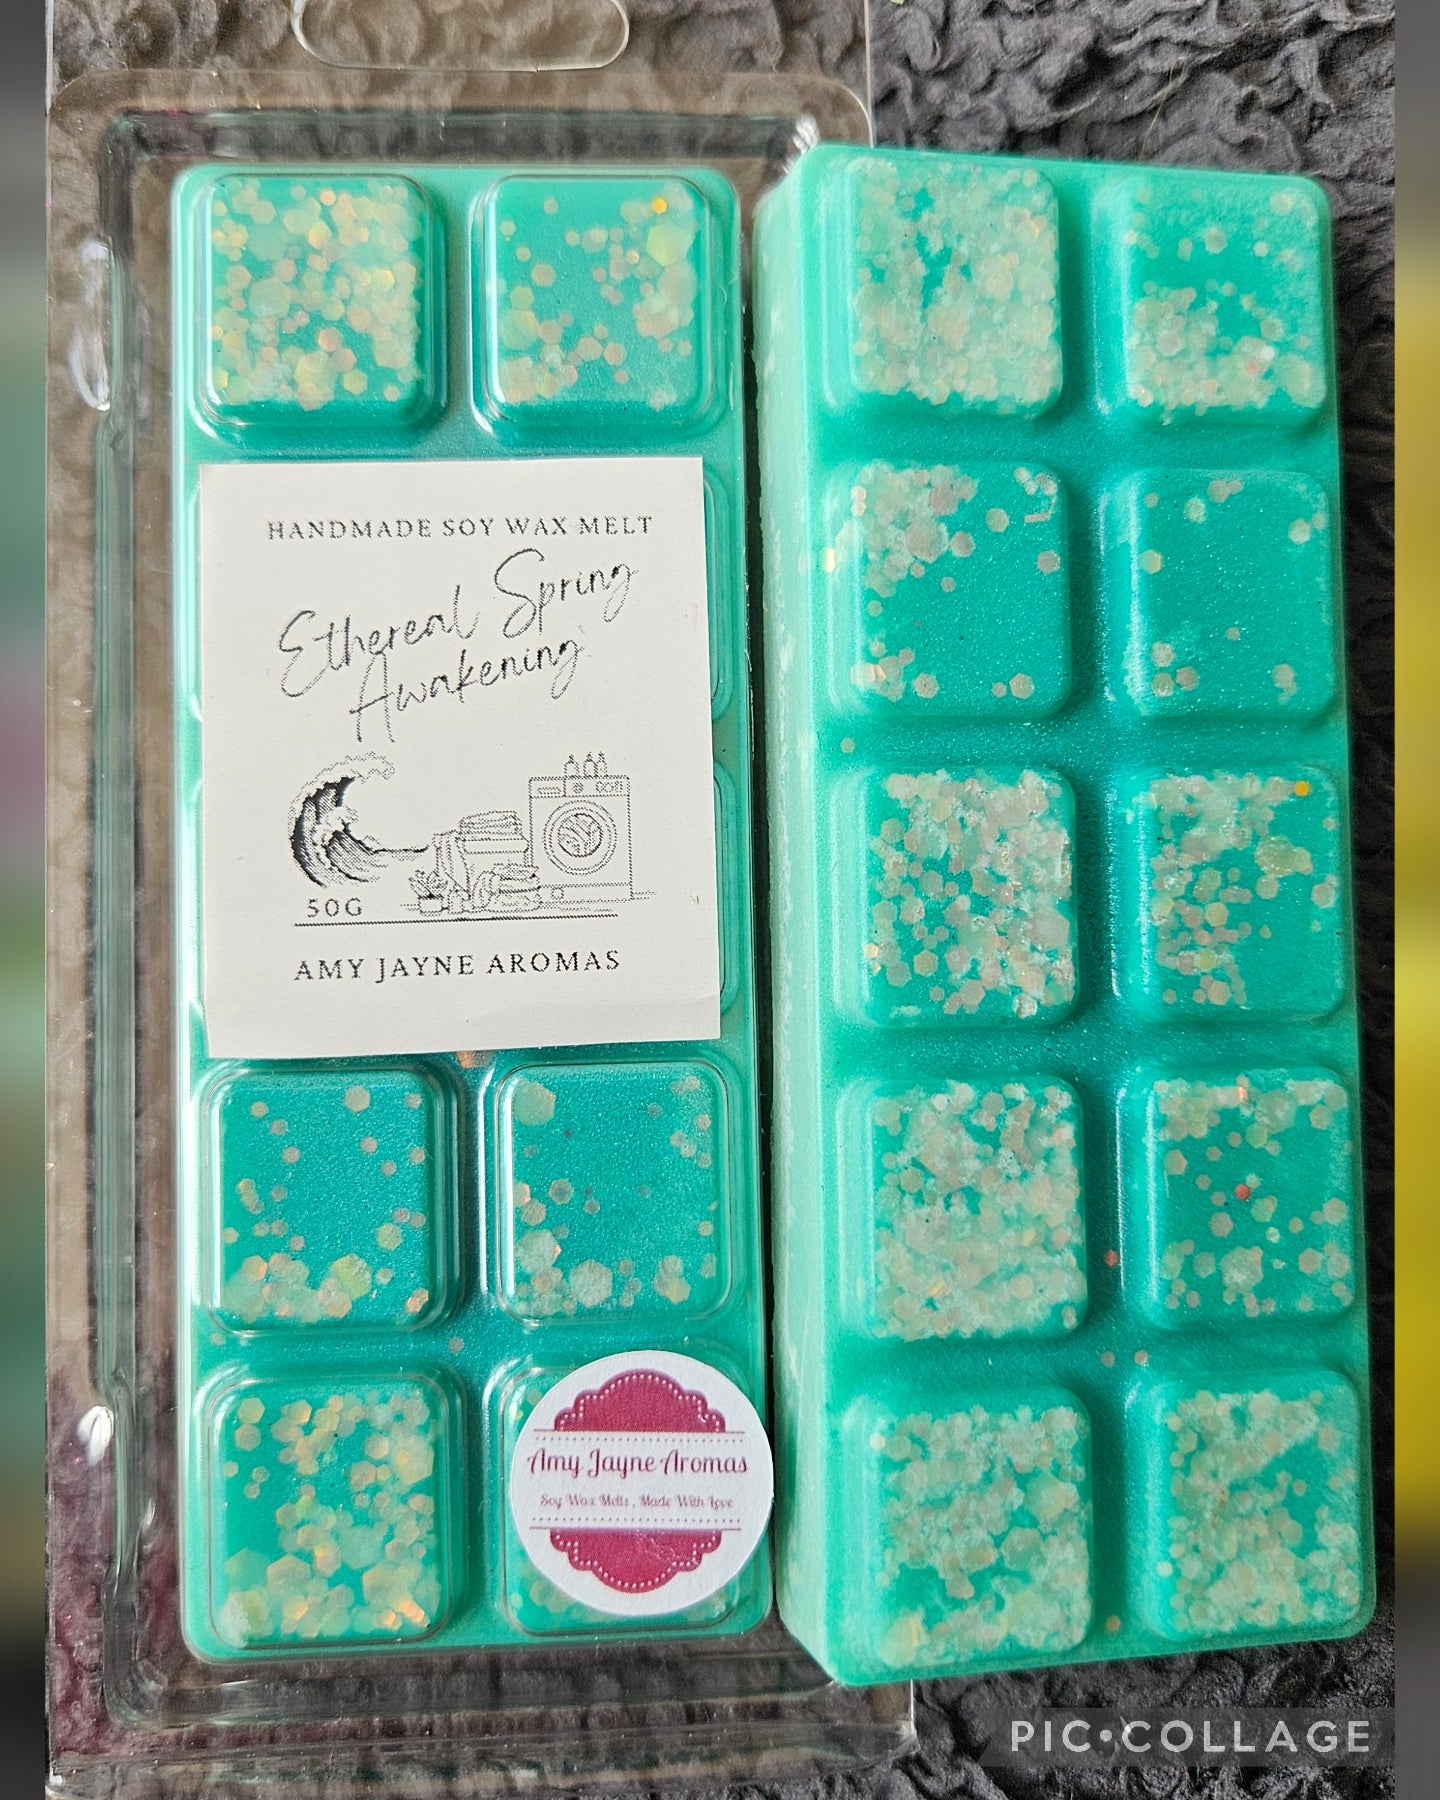 HANDMADE SOY WAX MELT
Ethereal Spring
Awakening
50G
AMY JAYNE AROMAS
Amy Jayne Aromas
Soy Wax Melts , Made With Love
PIC•COLLAGE